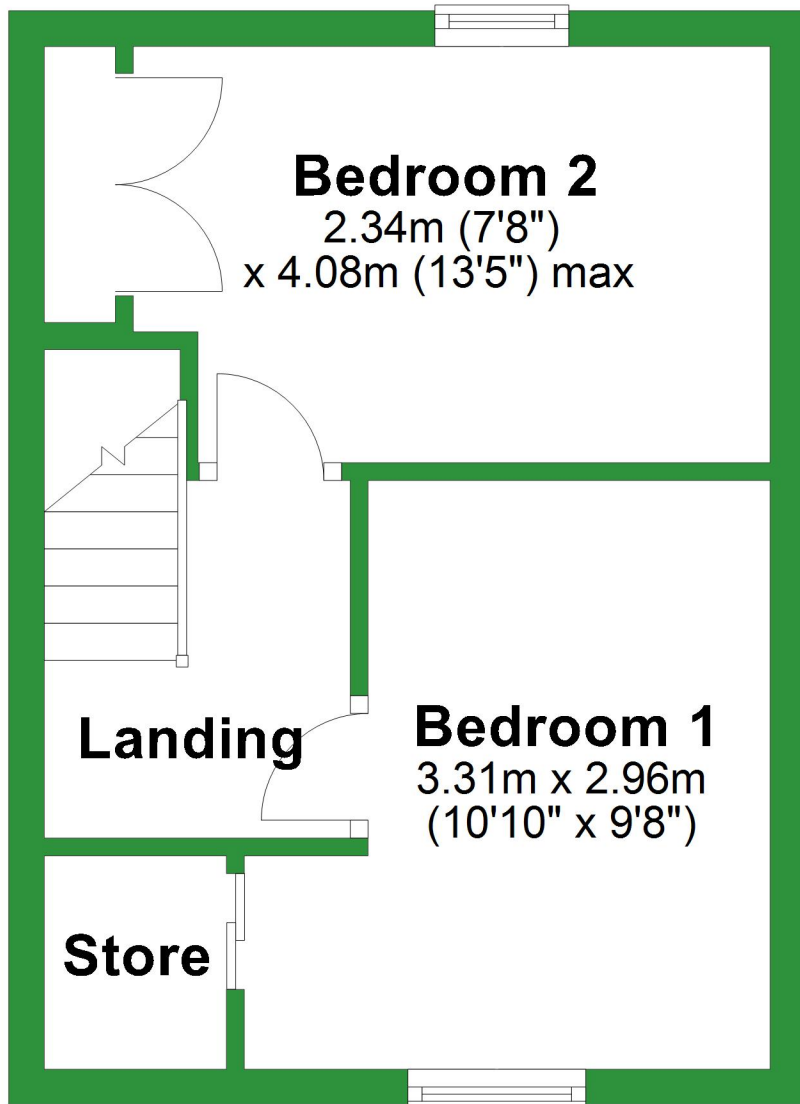 Bedroom 2
2.34m (7'8")
x 4.08m (13'5") max
Landing
Bedroom 1
3.31m x 2.96m
(10'10" x 9'8")
Store